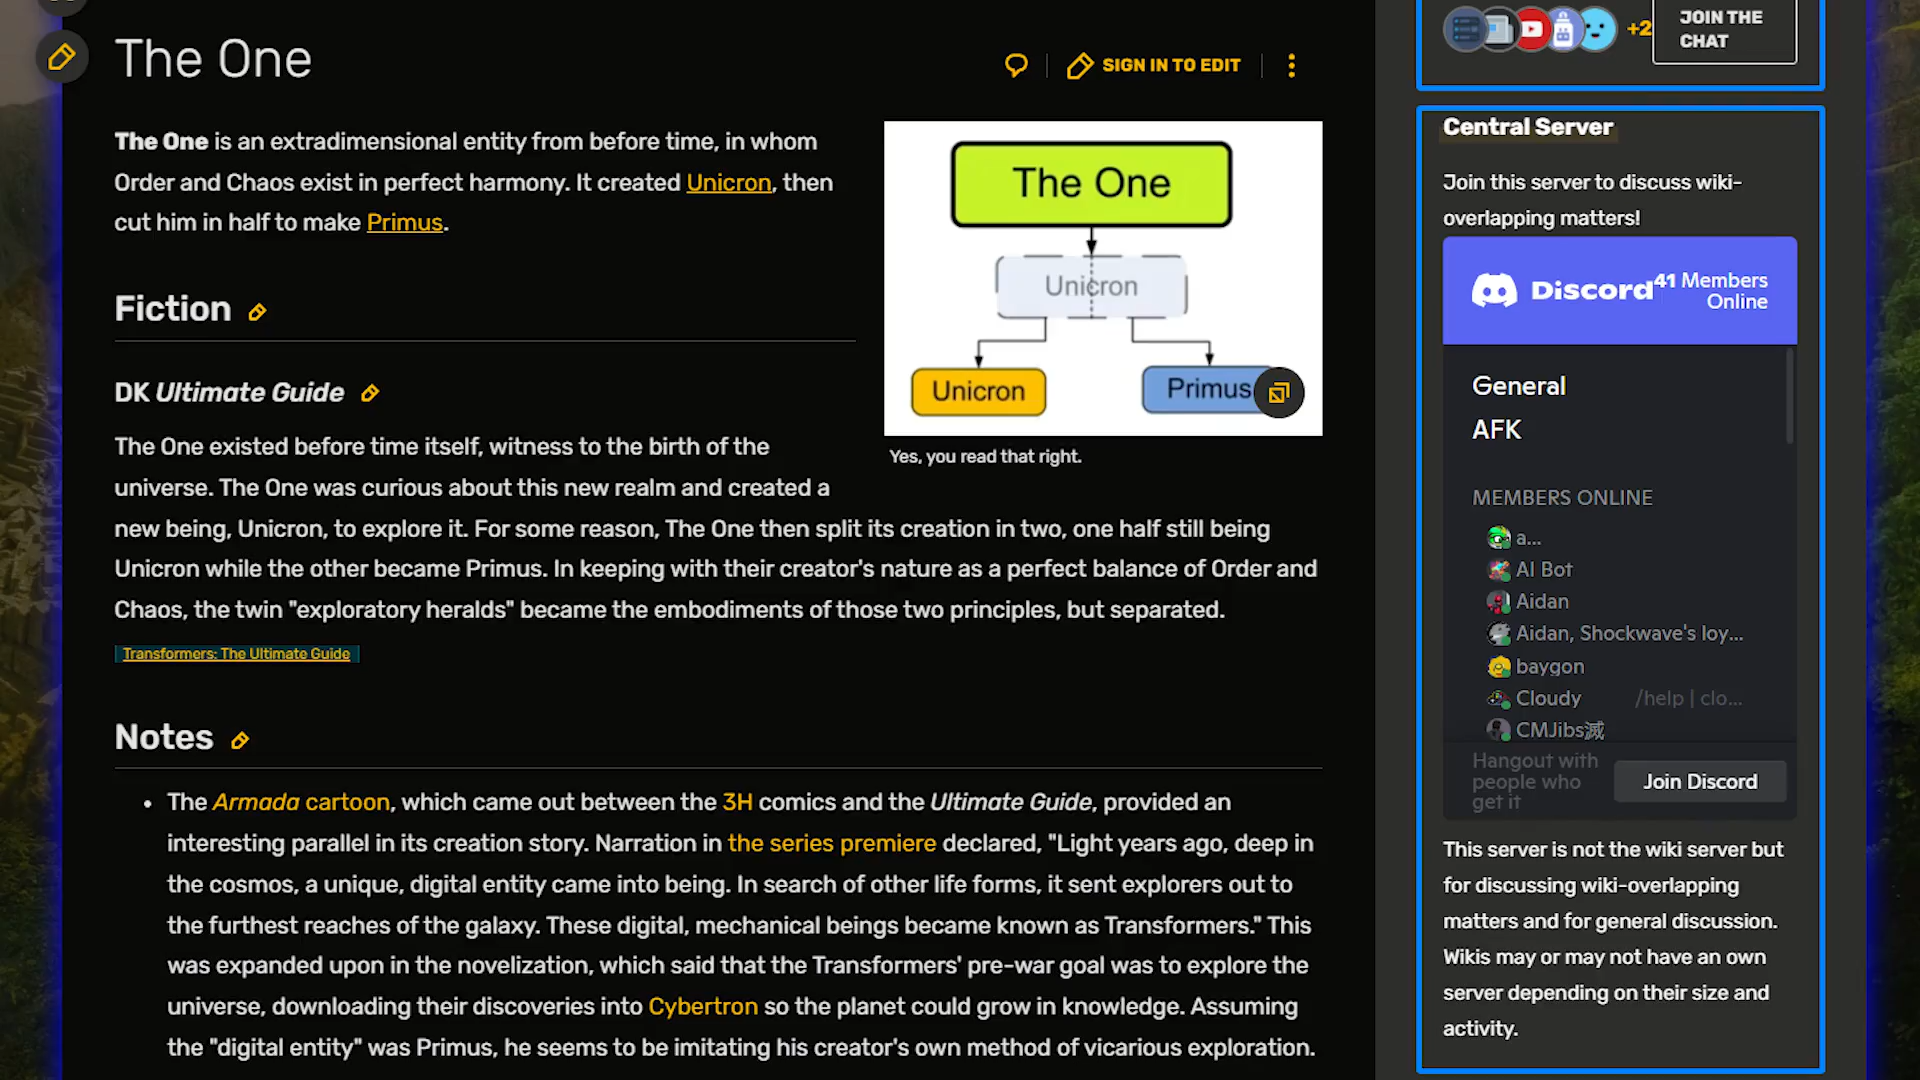 The One
SIGN IN TO EDIT
The One is an extradimensional entity from before time, in whom
Order and Chaos exist in perfect harmony. It created Unicron, then
cut him in half to make Primus.
The One
Unicron
Unicron
Primus
Yes, you read that right.
Fiction
DK Ultimate Guide
The One existed before time itself, witness to the birth of the
universe. The One was curious about this new realm and created a
new being, Unicron, to explore it. For some reason, The One then split its creation in two, one half still being
Unicron while the other became Primus. In keeping with their creator's nature as a perfect balance of Order and
Chaos, the twin "exploratory heralds" became the embodiments of those two principles, but separated.
Transformers: The Ultimate Guide
Notes
• The Armada cartoon, which came out between the 3H comics and the Ultimate Guide, provided an
interesting parallel in its creation story. Narration in the series premiere declared, "Light years ago, deep in
the cosmos, a unique, digital entity came into being. In search of other life forms, it sent explorers out to
the furthest reaches of the galaxy. These digital, mechanical beings became known as Transformers." This
was expanded upon in the novelization, which said that the Transformers' pre-war goal was to explore the
universe, downloading their discoveries into Cybertron so the planet could grow in knowledge. Assuming
the "digital entity" was Primus, he seems to be imitating his creator's own method of vicarious exploration.
+2
JOIN THE
CHAT
Central Server
Join this server to discuss wiki-
overlapping matters!
Discord
41 Members
Online
General
AFK
MEMBERS ONLINE
a...
AI Bot
Aidan
Aidan, Shockwave's loy...
baygon
Cloudy /help | clo...
CMJibs滅
Hangout with
people who
get it
Join Discord
This server is not the wiki server but
for discussing wiki-overlapping
matters and for general discussion.
Wikis may or may not have an own
server depending on their size and
activity.